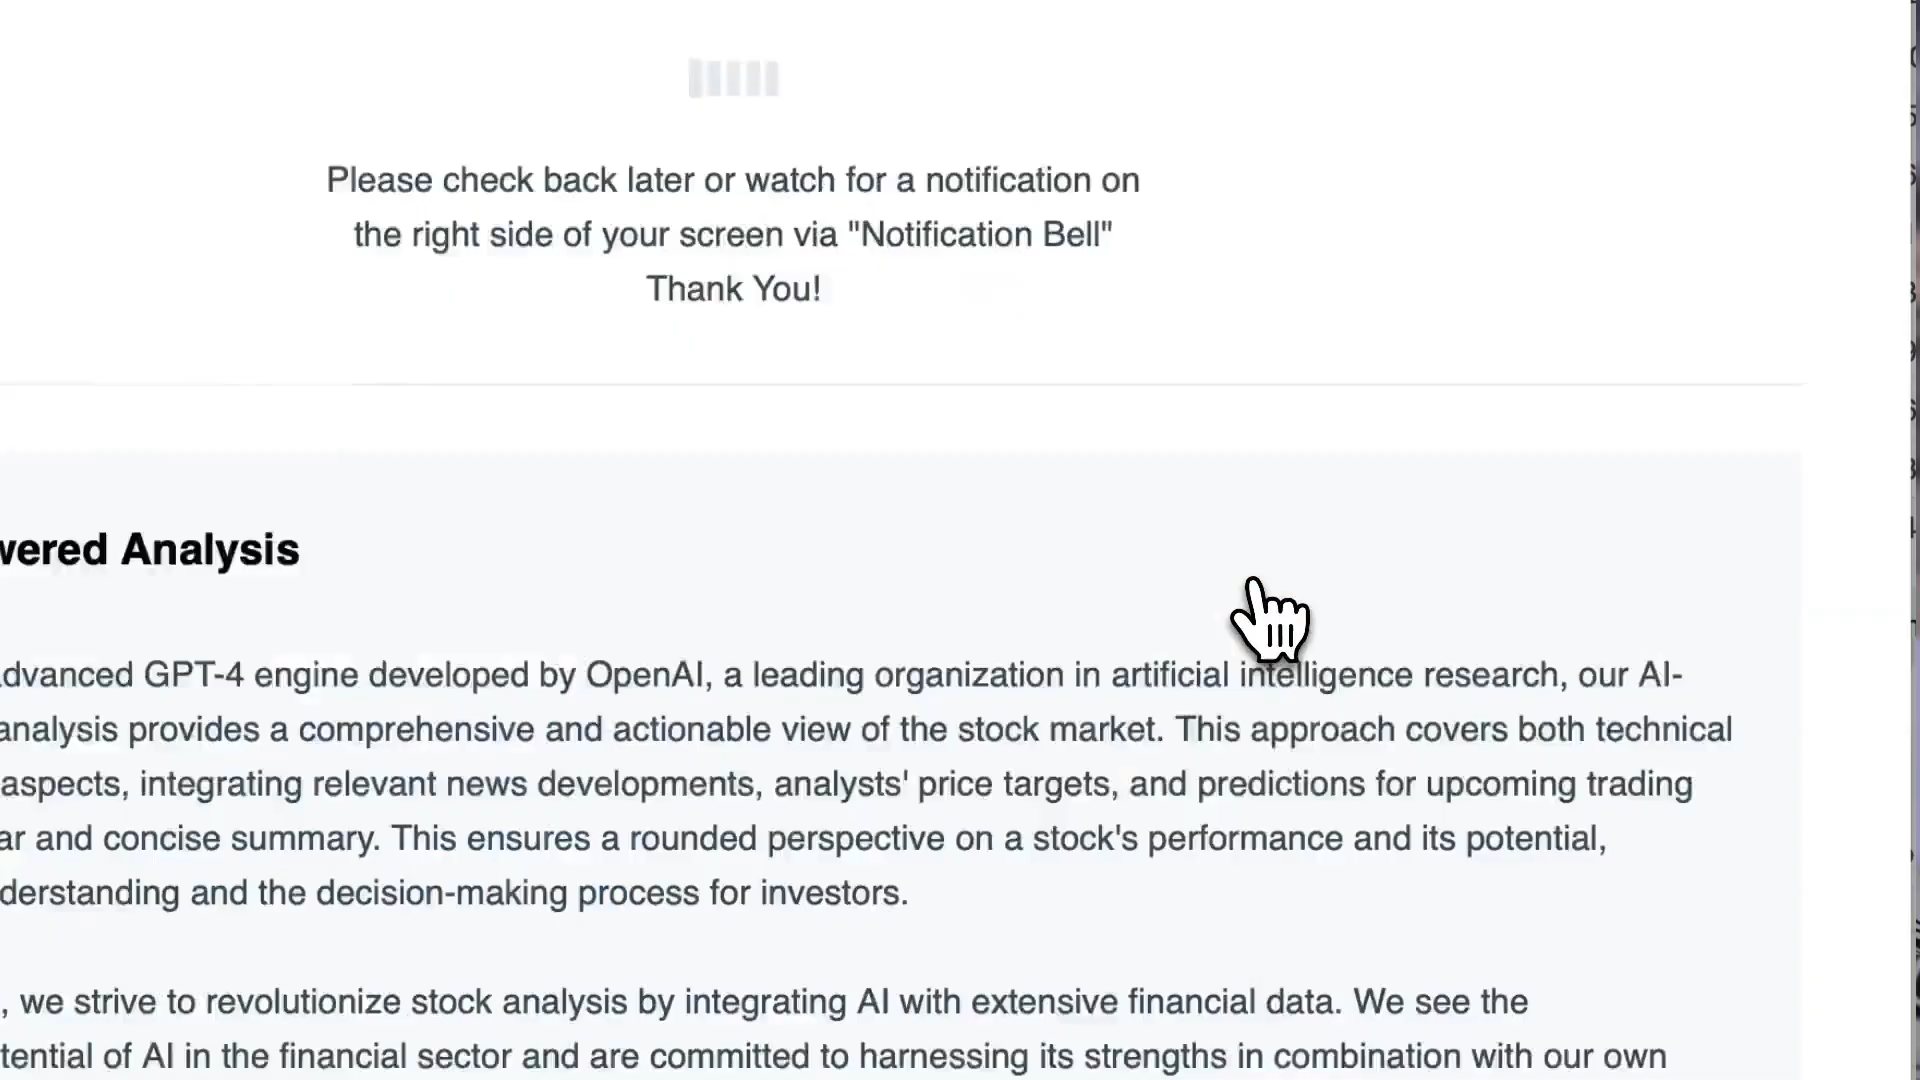 Please check back later or watch for a notification on
the right side of your screen via "Notification Bell"
Thank You!
Analysis
GPT-4 engine developed by OpenAI, a leading organization in artificial intelligence research, our AI-
analysis provides a comprehensive and actionable view of the stock market. This approach covers both technical
aspects, integrating relevant news developments, analysts' price targets, and predictions for upcoming trading
and concise summary. This ensures a rounded perspective on a stock's performance and its potential,
and the decision-making process for investors.
, we strive to revolutionize stock analysis by integrating AI with extensive financial data. We see the
of AI in the financial sector and are committed to harnessing its strengths in combination with our own